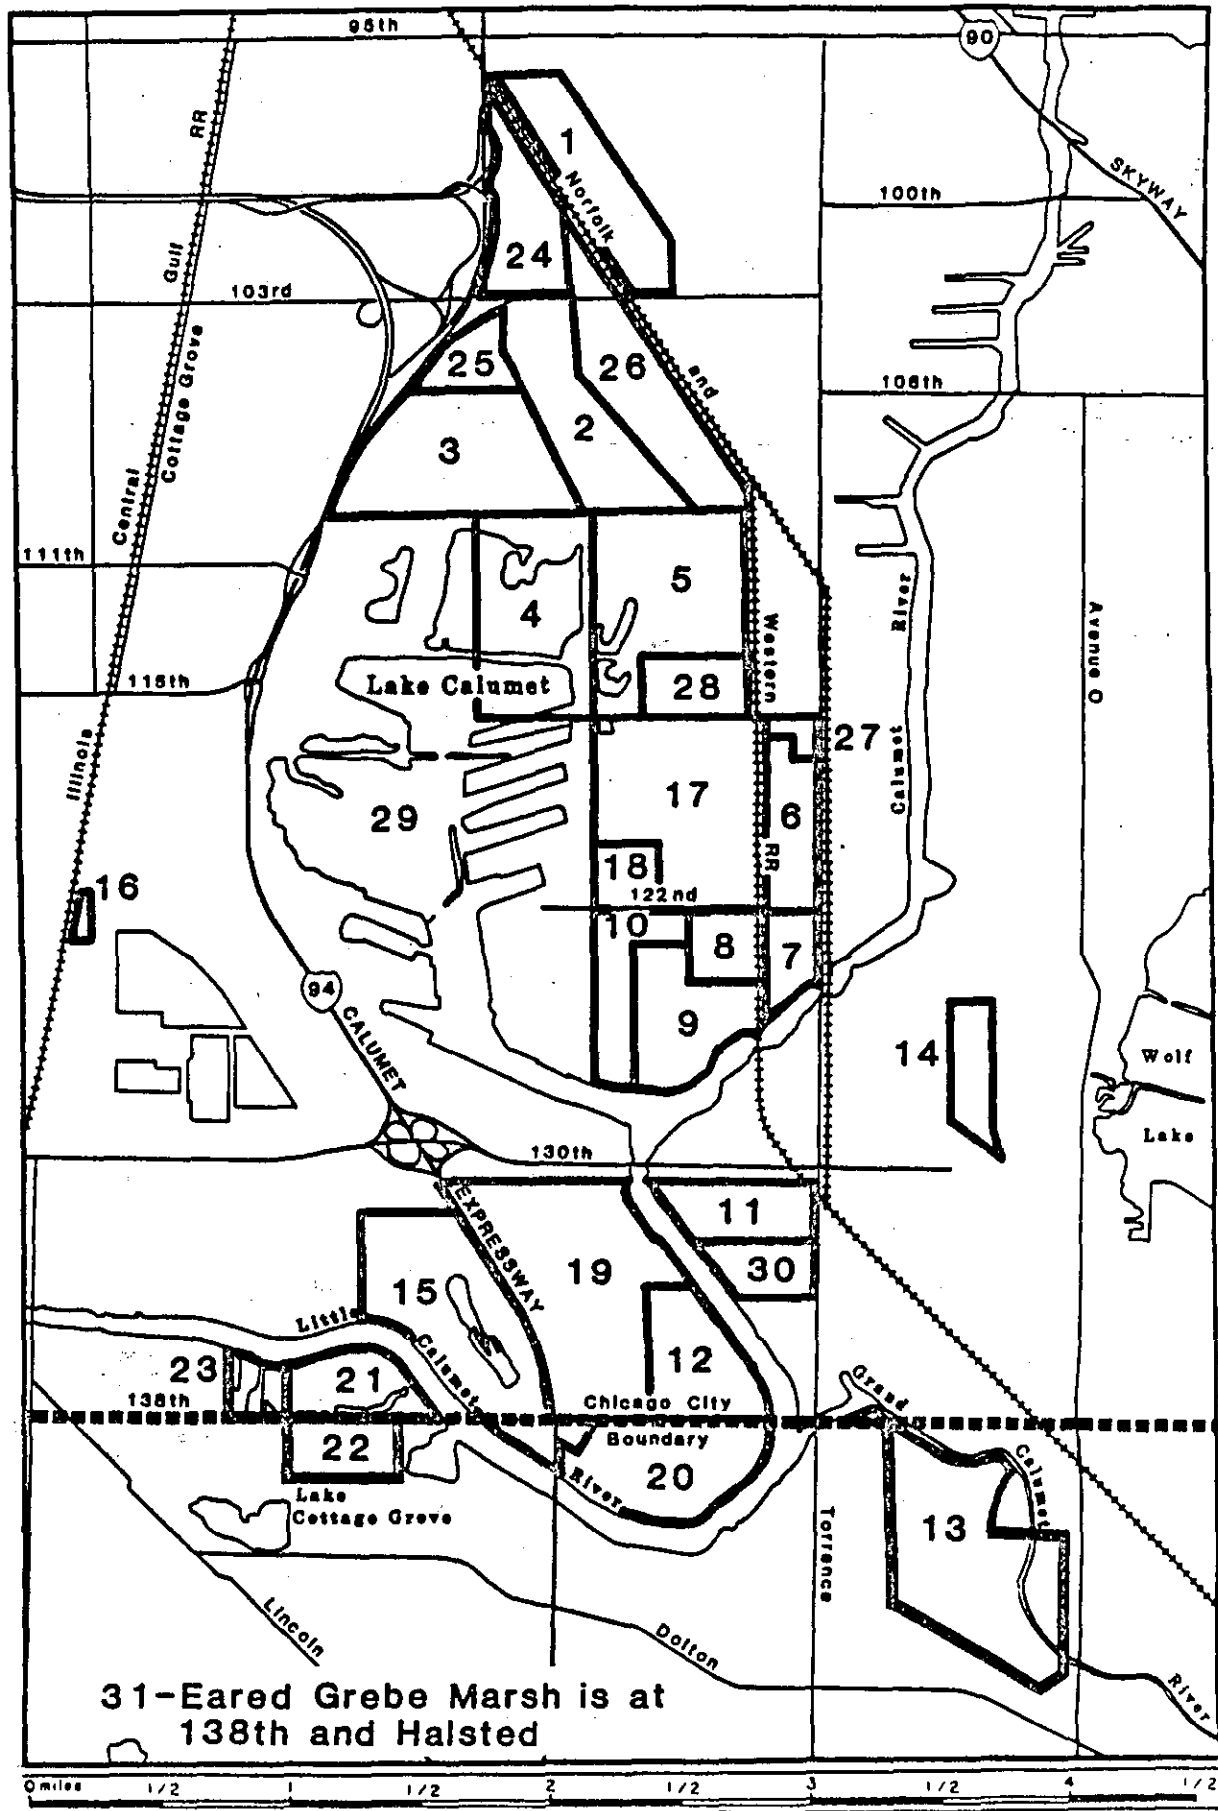 95th
90
SKYWAY
RR
1
Norfolk
100th
24
Gulf
103rd
25
26
and
106th
Cottage Grove
2
3
Central
111th
5
4
River
Western
Avenue O
Lake Calumet
28
115th
27
Illinois
Calumet
17
29
6
RR
18
16
122nd
10
8
7
94
CALUMET
9
14
Wolf
Lake
130th
EXPRESSWAY
11
19
30
15
Little
Calumet
12
Grand
23
21
138th
Chicago City
Boundary
22
20
River
Calumet
Lake
Cottage Grove
13
Torrence
Lincoln
Dolton
River
31-Eared Grebe Marsh is at
138th and Halsted
0 miles 1/2 1 1/2 2 1/2 3 1/2 4 1/2